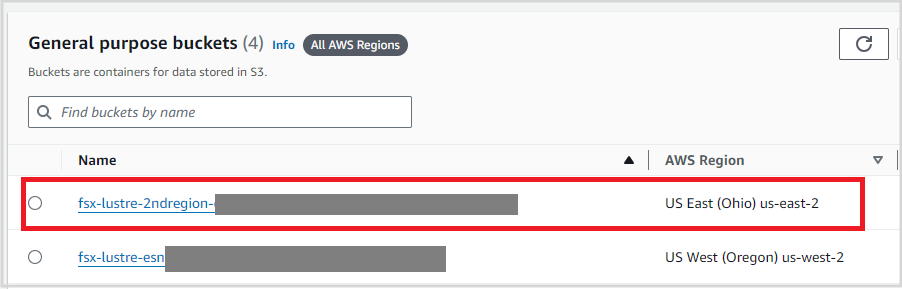 General purpose buckets (4) Info All AWS Regions
Buckets are containers for data stored in S3.
Find buckets by name
Name AWS Region
fsx-lustre-2ndregion- US East (Ohio) us-east-2
fsx-lustre-esn US West (Oregon) us-west-2